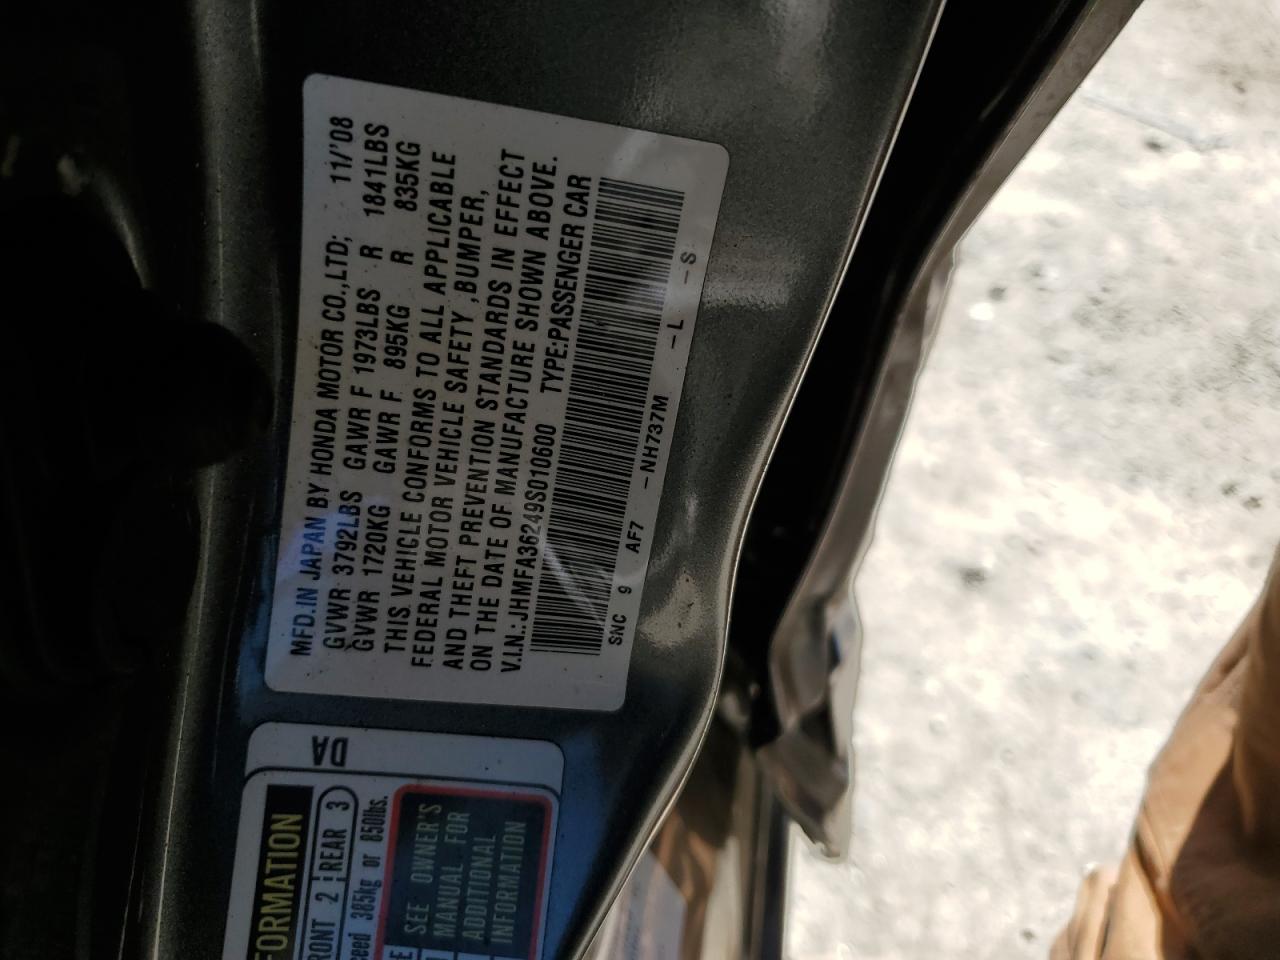 MFD.IN JAPAN BY HONDA MOTOR CO.,LTD; 11/'08
GVWR 3792LBS GAWR F 1973LBS R 1841LBS
GVWR 1720KG GAWR F 895KG R 835KG
THIS VEHICLE CONFORMS TO ALL APPLICABLE
FEDERAL MOTOR VEHICLE SAFETY ,BUMPER,
AND THEFT PREVENTION STANDARDS IN EFFECT
ON THE DATE OF MANUFACTURE SHOWN ABOVE.
V.I.N.: JHMFA36249S010600 TYPE:PASSENGER CAR
SNC 9 AF7 -NH737M -L -S
DA
FORMATION
RONT 2 REAR 3
ceed 385kg or 850lbs.
SEE OWNER'S
MANUAL FOR
ADDITIONAL
INFORMATION